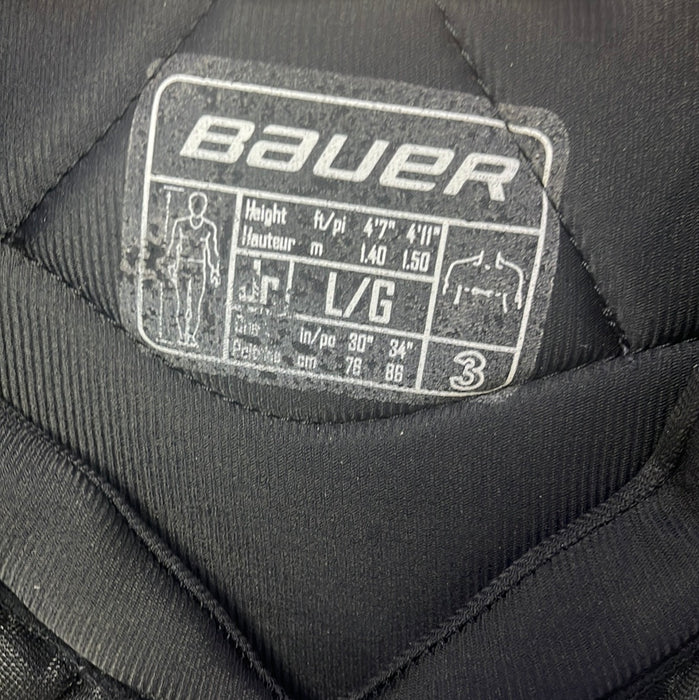 BAUER
Height ft/pi 4'7" 4'11"
Hauteur m 1.40 1.50
Jr L/G
in/po 30" 34"
cm 76 86
3